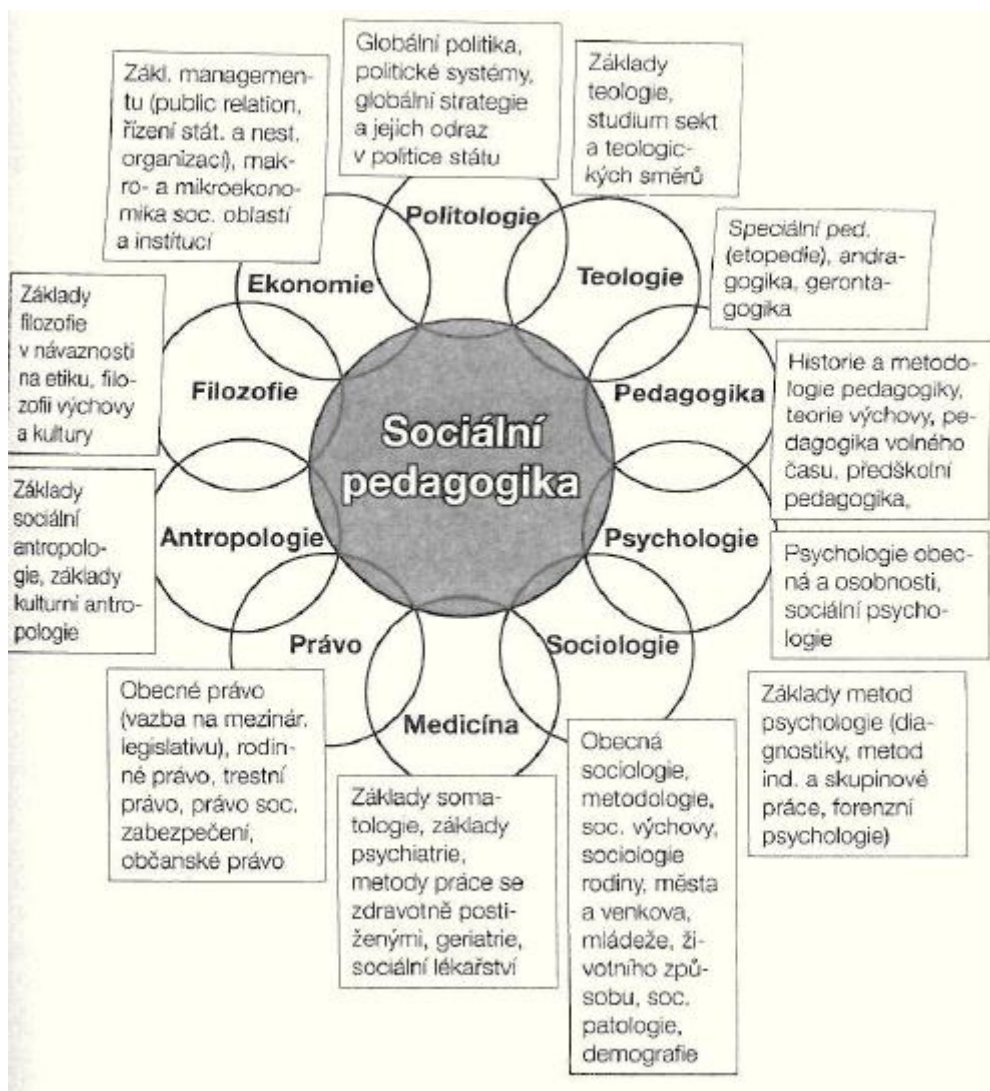 Globální politika,
politické systémy,
globální strategie
a jejich odraz
v politice státu
Zákl. managemen-
tu (public relation,
řízení stát. a nest.
organizací), mak-
ro- a mikroekono-
mika soc. oblastí
a institucí
Základy
teologie,
studium sekt
a teologic-
kých směrů
Politologie
Speciální ped.
(etopedie), andra-
gogika, geronta-
gogika
Ekonomie
Teologie
Základy
filozofie
v návaznosti
na etiku, filo-
zofii výchovy
a kultury
Filozofie
Pedagogika
Historie a metodo-
logie pedagogiky,
teorie výchovy, pe-
dagogika volného
času, předškolní
pedagogika,
Sociální
pedagogika
Základy
sociální
antropolo-
gie, základy
kulturní antro-
pologie
Antropologie
Psychologie
Psychologie obec-
ná a osobnosti,
sociální psycho-
logie
Právo
Sociologie
Medicína
Obecné právo
(vazba na mezinár.
legislativu), rodin-
né právo, trestní
právo, právo soc.
zabezpečení,
občanské právo
Základy soma-
tologie, základy
psychiatrie,
metody práce se
zdravotně posti-
ženými, geriatrie,
sociální lékařství
Obecná
sociologie,
metodologie,
soc. výchovy,
sociologie
rodiny, města
a venkova,
mládeže, ži-
votního způ-
sobu, soc.
patologie,
demografie
Základy metod
psychologie (dia-
gnostiky, metod
ind. a skupinové
práce, forenzní
psychologie)